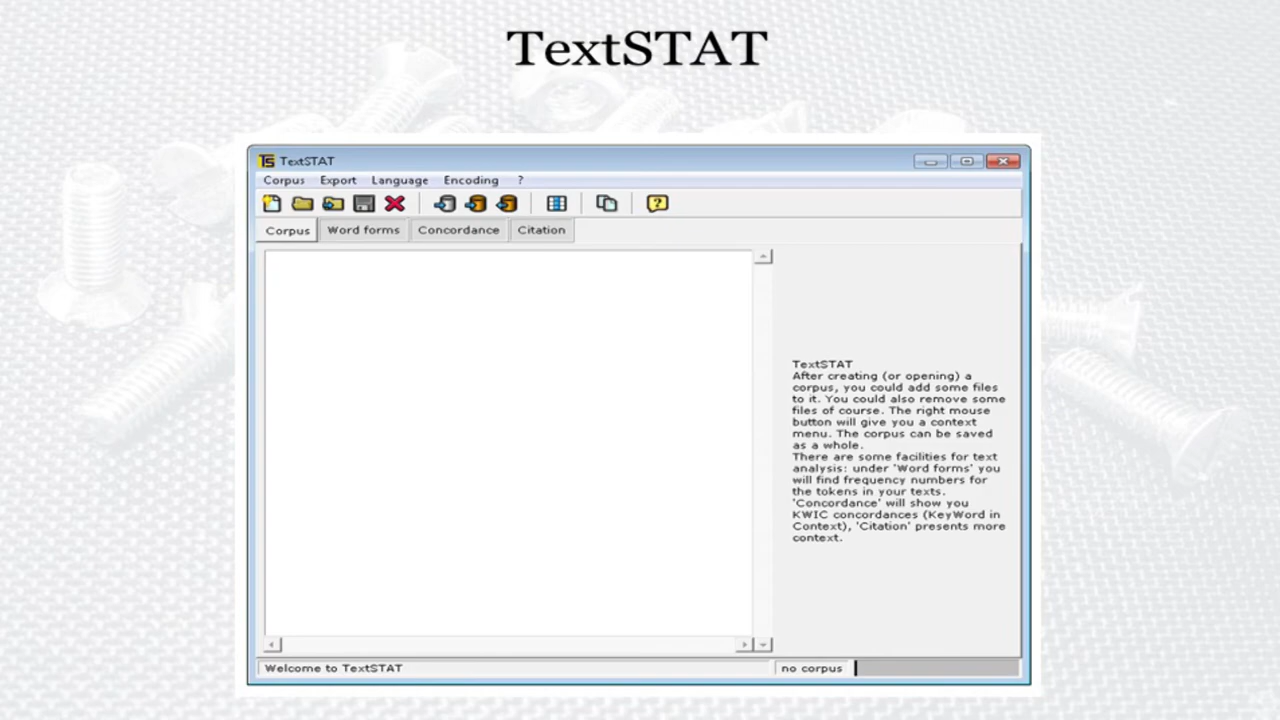 TextSTAT
TS TextSTAT
Corpus Export Language Encoding ?
?
Corpus Word forms Concordance Citation
TextSTAT
After creating (or opening) a
corpus, you could add some files
to it. You could also remove some
files of course. The right mouse
button will give you a context
menu. The corpus can be saved
as a whole.
There are some facilities for text
analysis: under 'Word forms' you
will find frequency numbers for
the tokens in your texts.
'Concordance' will show you
KWIC concordances (KeyWord in
Context), 'Citation' presents more
context.
Welcome to TextSTAT no corpus